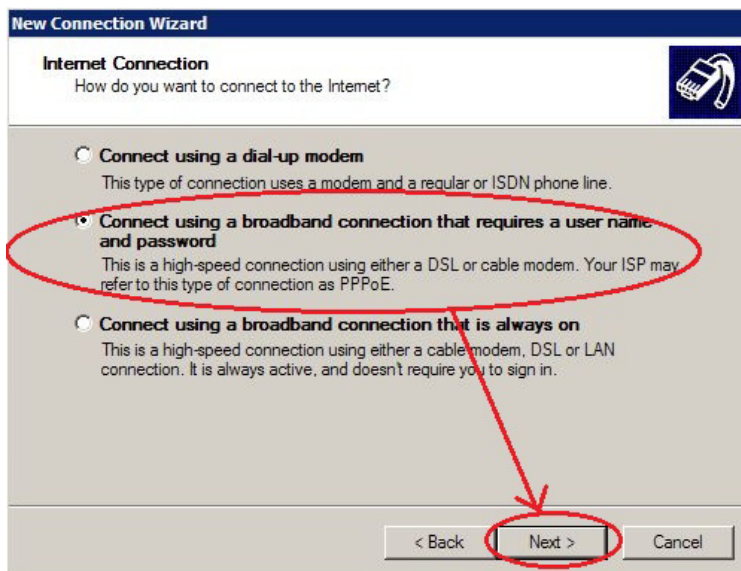 New Connection Wizard
Internet Connection
How do you want to connect to the Internet?
Connect using a dial-up modem
This type of connection uses a modem and a regular or ISDN phone line.
Connect using a broadband connection that requires a user name
and password
This is a high-speed connection using either a DSL or cable modem. Your ISP may
refer to this type of connection as PPPoE.
Connect using a broadband connection that is always on
This is a high-speed connection using either a cable modem, DSL or LAN
connection. It is always active, and doesn't require you to sign in.
< Back
Next >
Cancel